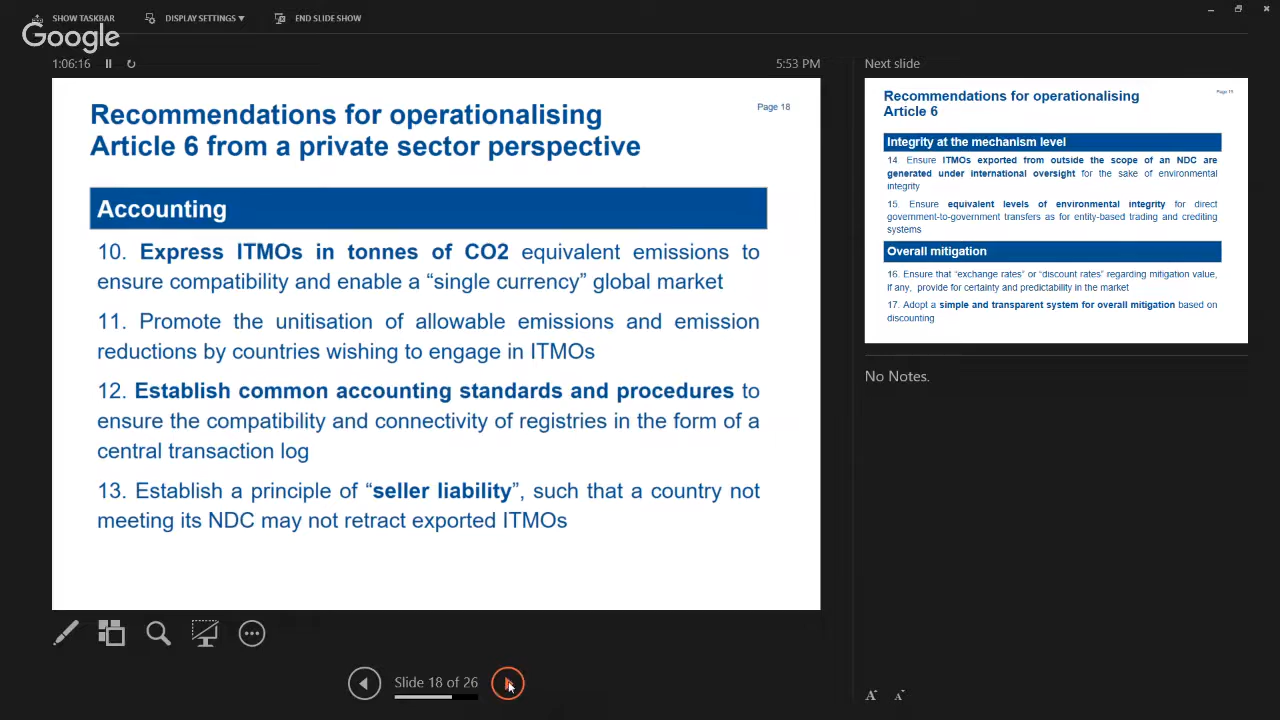 SHOW TASKBAR
DISPLAY SETTINGS ▼
END SLIDE SHOW
Google
1:06:16
5:53 PM
Recommendations for operationalising
Article 6 from a private sector perspective
Page 18
Accounting
10. Express ITMOs in tonnes of CO2 equivalent emissions to
ensure compatibility and enable a “single currency” global market
11. Promote the unitisation of allowable emissions and emission
reductions by countries wishing to engage in ITMOs
12. Establish common accounting standards and procedures to
ensure the compatibility and connectivity of registries in the form of a
central transaction log
13. Establish a principle of “seller liability”, such that a country not
meeting its NDC may not retract exported ITMOs
Slide 18 of 26
Next slide
Recommendations for operationalising
Article 6
Page 19
Integrity at the mechanism level
14. Ensure ITMOs exported from outside the scope of an NDC are
generated under international oversight for the sake of environmental
integrity
15. Ensure equivalent levels of environmental integrity for direct
government-to-government transfers as for entity-based trading and crediting
systems
Overall mitigation
16. Ensure that “exchange rates” or “discount rates” regarding mitigation value,
if any, provide for certainty and predictability in the market
17. Adopt a simple and transparent system for overall mitigation based on
discounting
No Notes.
A A